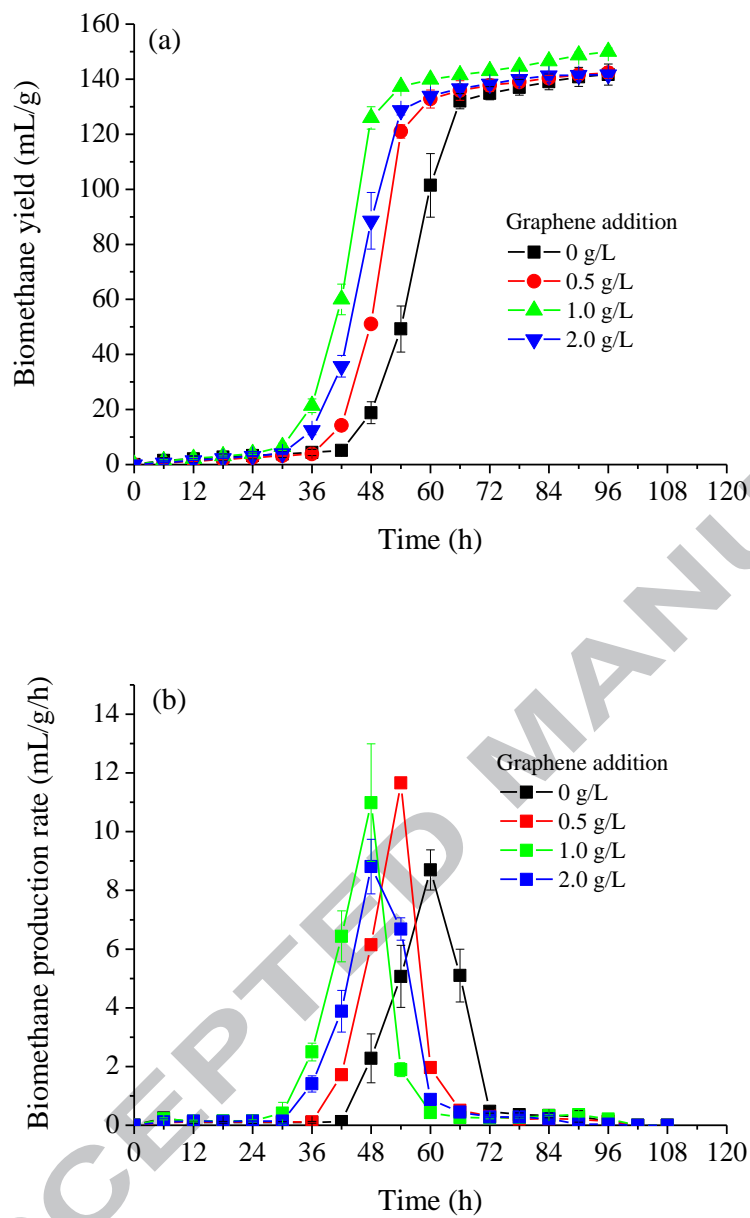 (a)
160
140
120
100
80
60
40
20
0
Biomethane yield (mL/g)
Graphene addition
0 g/L
0.5 g/L
1.0 g/L
2.0 g/L
0 12 24 36 48 60 72 84 96 108 120
Time (h)
(b)
14
12
10
8
6
4
2
0
Biomethane production rate (mL/g/h)
Graphene addition
0 g/L
0.5 g/L
1.0 g/L
2.0 g/L
0 12 24 36 48 60 72 84 96 108 120
Time (h)
CCEPTED MANU